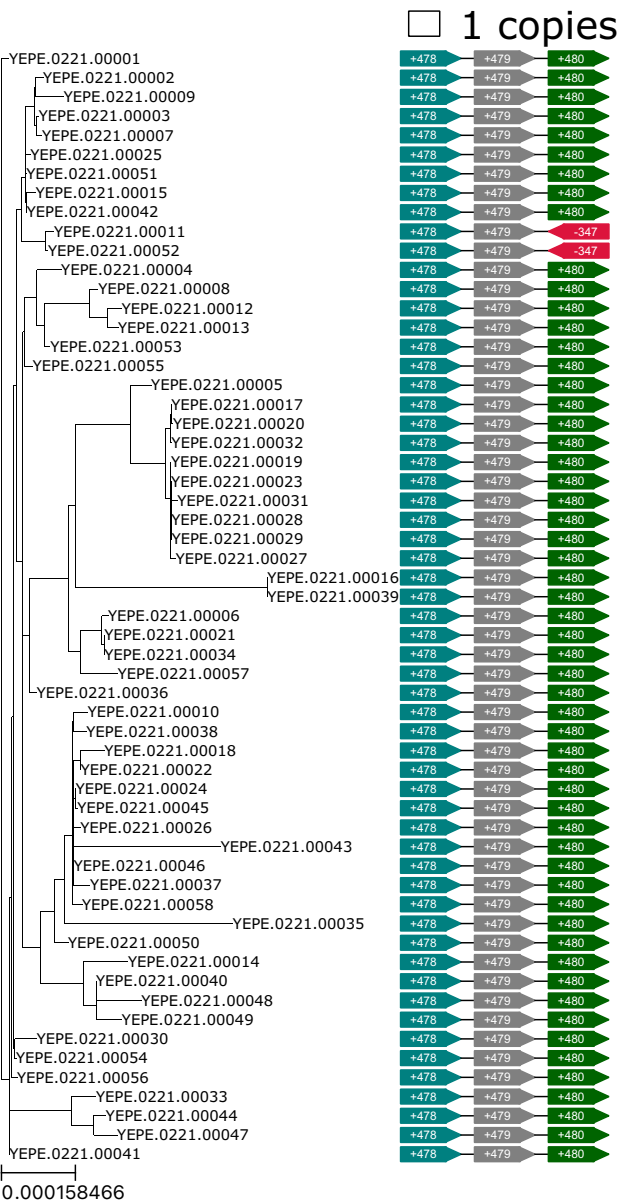 1 copies
YEPE.0221.00001 +478 +479 +480
YEPE.0221.00002 +478 +479 +480
YEPE.0221.00009 +478 +479 +480
YEPE.0221.00003 +478 +479 +480
YEPE.0221.00007 +478 +479 +480
YEPE.0221.00025 +478 +479 +480
YEPE.0221.00051 +478 +479 +480
YEPE.0221.00015 +478 +479 +480
YEPE.0221.00042 +478 +479 +480
YEPE.0221.00011 +478 +479 -347
YEPE.0221.00052 +478 +479 -347
YEPE.0221.00004 +478 +479 +480
YEPE.0221.00008 +478 +479 +480
YEPE.0221.00012 +478 +479 +480
YEPE.0221.00013 +478 +479 +480
YEPE.0221.00053 +478 +479 +480
YEPE.0221.00055 +478 +479 +480
YEPE.0221.00005 +478 +479 +480
YEPE.0221.00017 +478 +479 +480
YEPE.0221.00020 +478 +479 +480
YEPE.0221.00032 +478 +479 +480
YEPE.0221.00019 +478 +479 +480
YEPE.0221.00023 +478 +479 +480
YEPE.0221.00031 +478 +479 +480
YEPE.0221.00028 +478 +479 +480
YEPE.0221.00029 +478 +479 +480
YEPE.0221.00027 +478 +479 +480
YEPE.0221.00016 +478 +479 +480
YEPE.0221.00039 +478 +479 +480
YEPE.0221.00006 +478 +479 +480
YEPE.0221.00021 +478 +479 +480
YEPE.0221.00034 +478 +479 +480
YEPE.0221.00057 +478 +479 +480
YEPE.0221.00036 +478 +479 +480
YEPE.0221.00010 +478 +479 +480
YEPE.0221.00038 +478 +479 +480
YEPE.0221.00018 +478 +479 +480
YEPE.0221.00022 +478 +479 +480
YEPE.0221.00024 +478 +479 +480
YEPE.0221.00045 +478 +479 +480
YEPE.0221.00026 +478 +479 +480
YEPE.0221.00043 +478 +479 +480
YEPE.0221.00046 +478 +479 +480
YEPE.0221.00037 +478 +479 +480
YEPE.0221.00058 +478 +479 +480
YEPE.0221.00035 +478 +479 +480
YEPE.0221.00050 +478 +479 +480
YEPE.0221.00014 +478 +479 +480
YEPE.0221.00040 +478 +479 +480
YEPE.0221.00048 +478 +479 +480
YEPE.0221.00049 +478 +479 +480
YEPE.0221.00030 +478 +479 +480
YEPE.0221.00054 +478 +479 +480
YEPE.0221.00056 +478 +479 +480
YEPE.0221.00033 +478 +479 +480
YEPE.0221.00044 +478 +479 +480
YEPE.0221.00047 +478 +479 +480
YEPE.0221.00041 +478 +479 +480
0.000158466